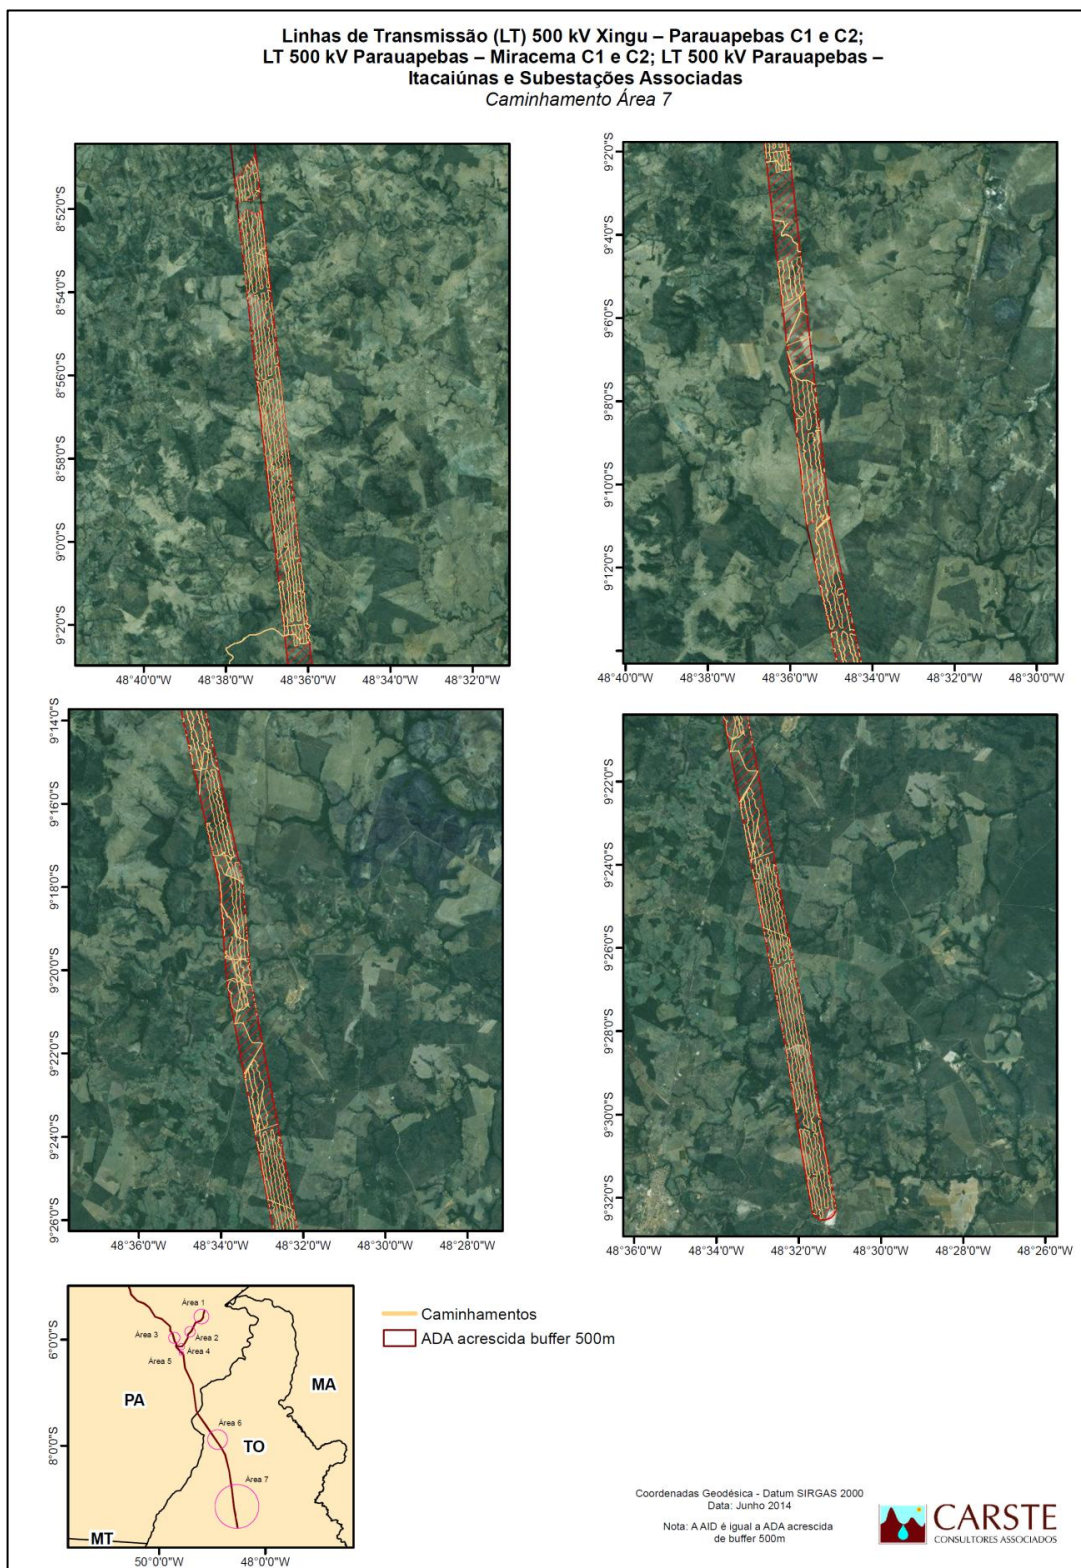 Linhas de Transmissão (LT) 500 kV Xingu – Parauapebas C1 e C2;
LT 500 kV Parauapebas – Miracema C1 e C2; LT 500 kV Parauapebas –
Itacaiúnas e Subestações Associadas
Caminhamento Área 7
8°52'0"S
8°54'0"S
8°56'0"S
8°58'0"S
9°0'0"S
9°2'0"S
48°40'0"W 48°38'0"W 48°36'0"W 48°34'0"W 48°32'0"W
9°2'0"S
9°4'0"S
9°6'0"S
9°8'0"S
9°10'0"S
9°12'0"S
48°40'0"W 48°38'0"W 48°36'0"W 48°34'0"W 48°32'0"W 48°30'0"W
9°14'0"S
9°16'0"S
9°18'0"S
9°20'0"S
9°22'0"S
9°24'0"S
9°26'0"S
48°36'0"W 48°34'0"W 48°32'0"W 48°30'0"W 48°28'0"W
9°22'0"S
9°24'0"S
9°26'0"S
9°28'0"S
9°30'0"S
9°32'0"S
48°36'0"W 48°34'0"W 48°32'0"W 48°30'0"W 48°28'0"W 48°26'0"W
6°0'0"S
8°0'0"S
Área 1
Área 3
Área 2
Área 4
Área 5
PA
MA
Área 6
TO
Área 7
MT
50°0'0"W 48°0'0"W
Caminhamentos
ADA acrescida buffer 500m
Coordenadas Geodésica - Datum SIRGAS 2000
Data: Junho 2014
Nota: A AID é igual a ADA acrescida
de buffer 500m
CARSTE
CONSULTORES ASSOCIADOS